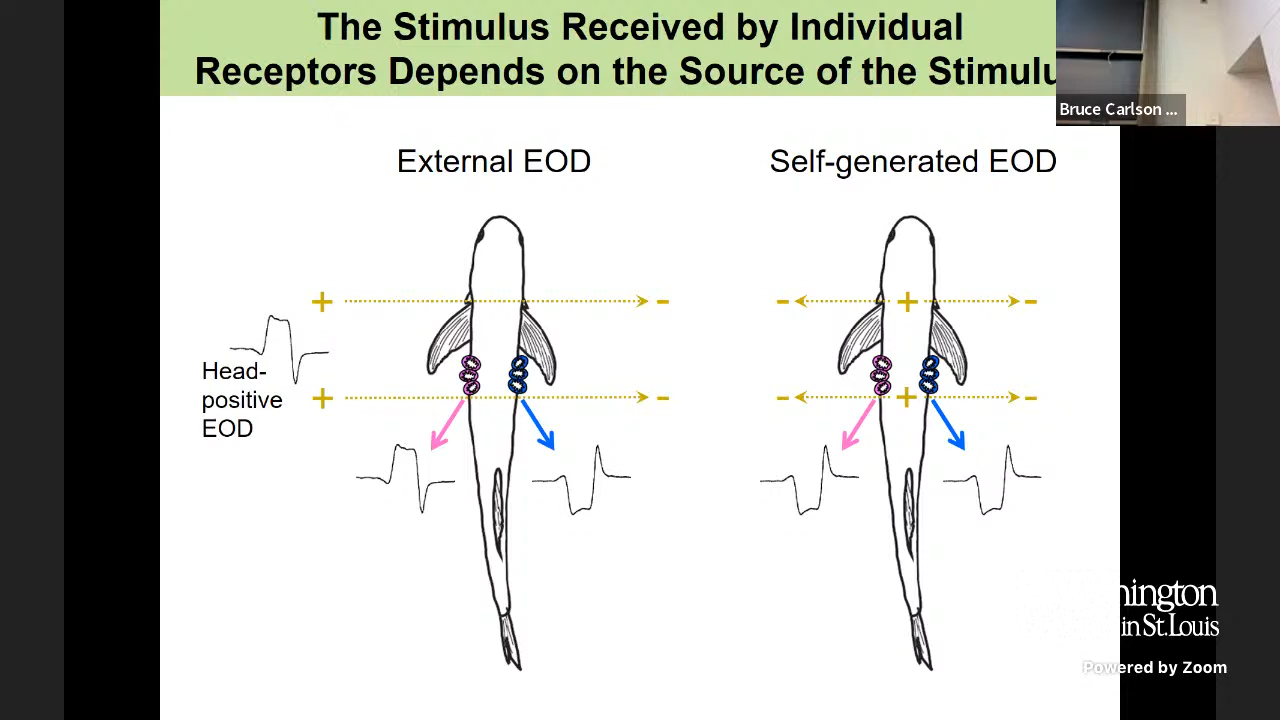 The Stimulus Received by Individual
Receptors Depends on the Source of the Stimulu
Bruce Carlson ...
External EOD
Self-generated EOD
+ -
- + -
Head-
positive
EOD
+ -
- + -
hington
in St. Louis
Powered by Zoom